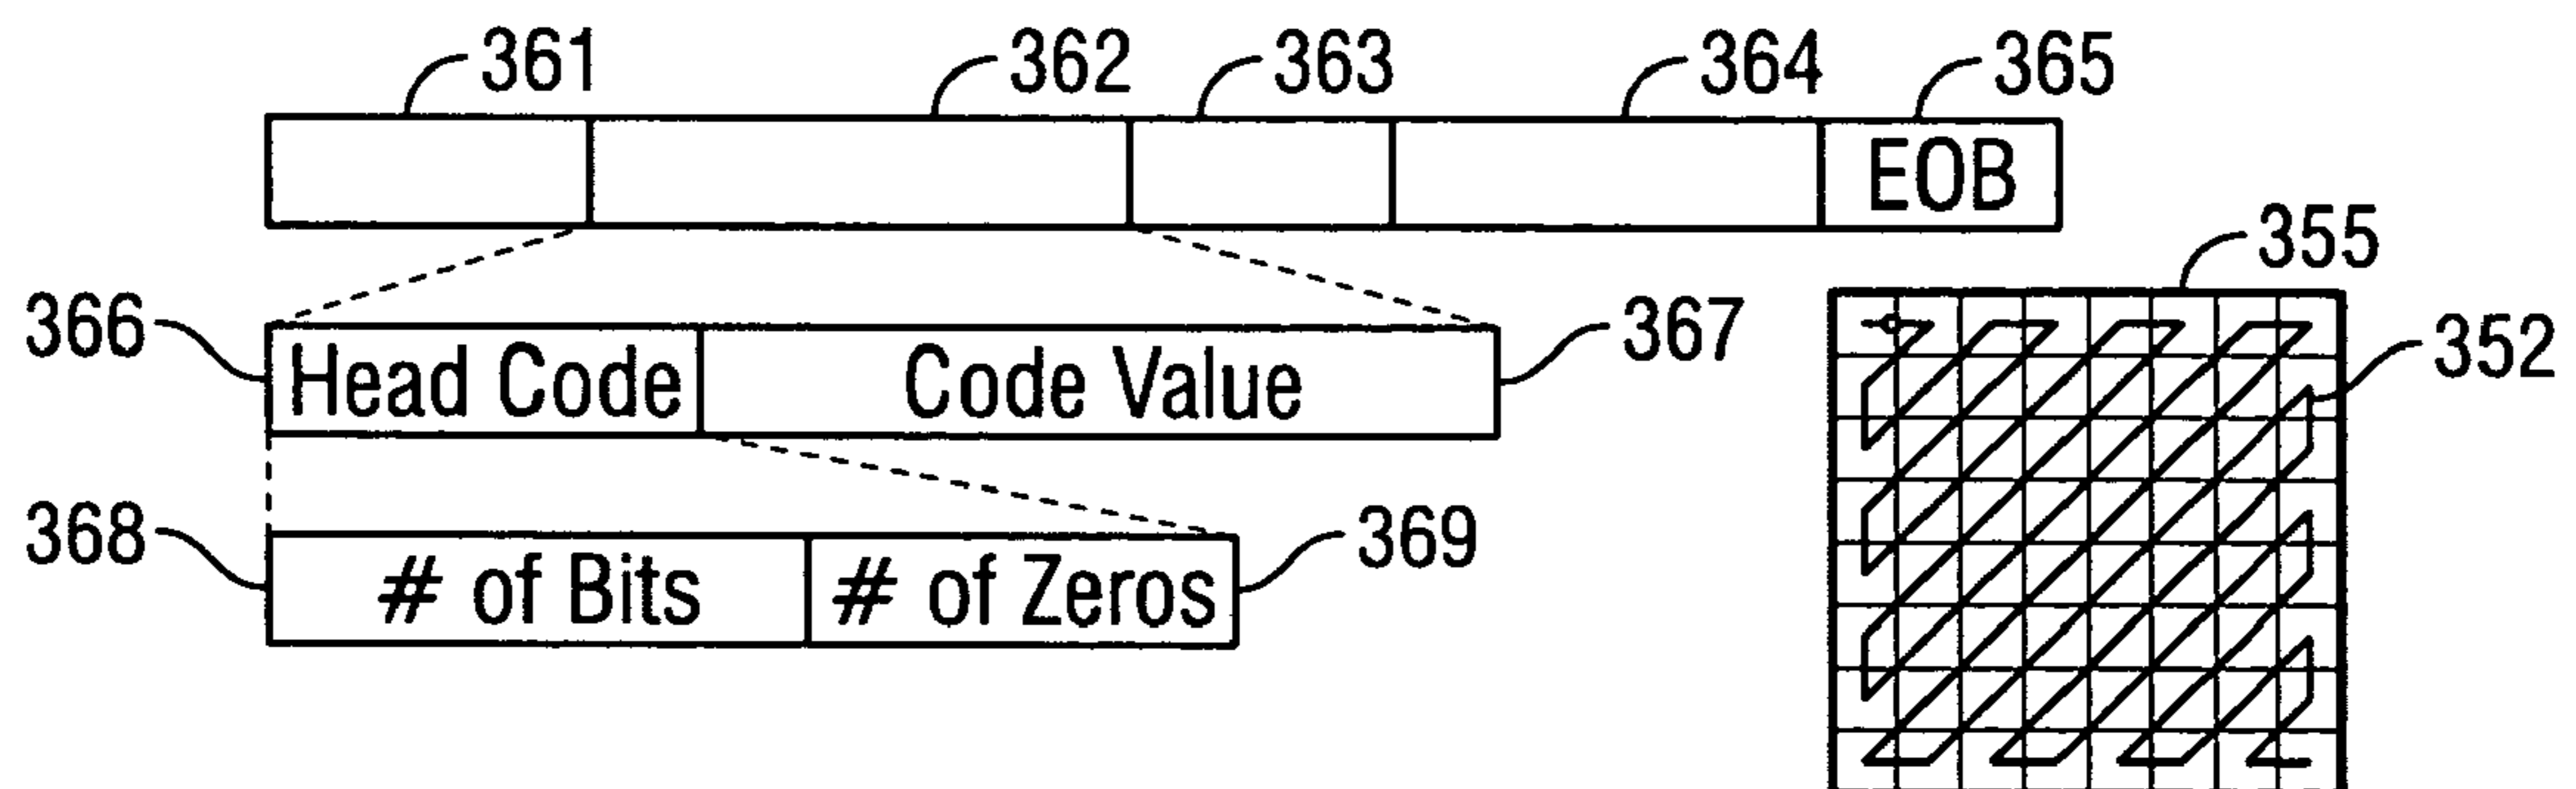 361 362 363 364 365
EOB
355
366 Head Code Code Value 367
352
368 # of Bits # of Zeros 369